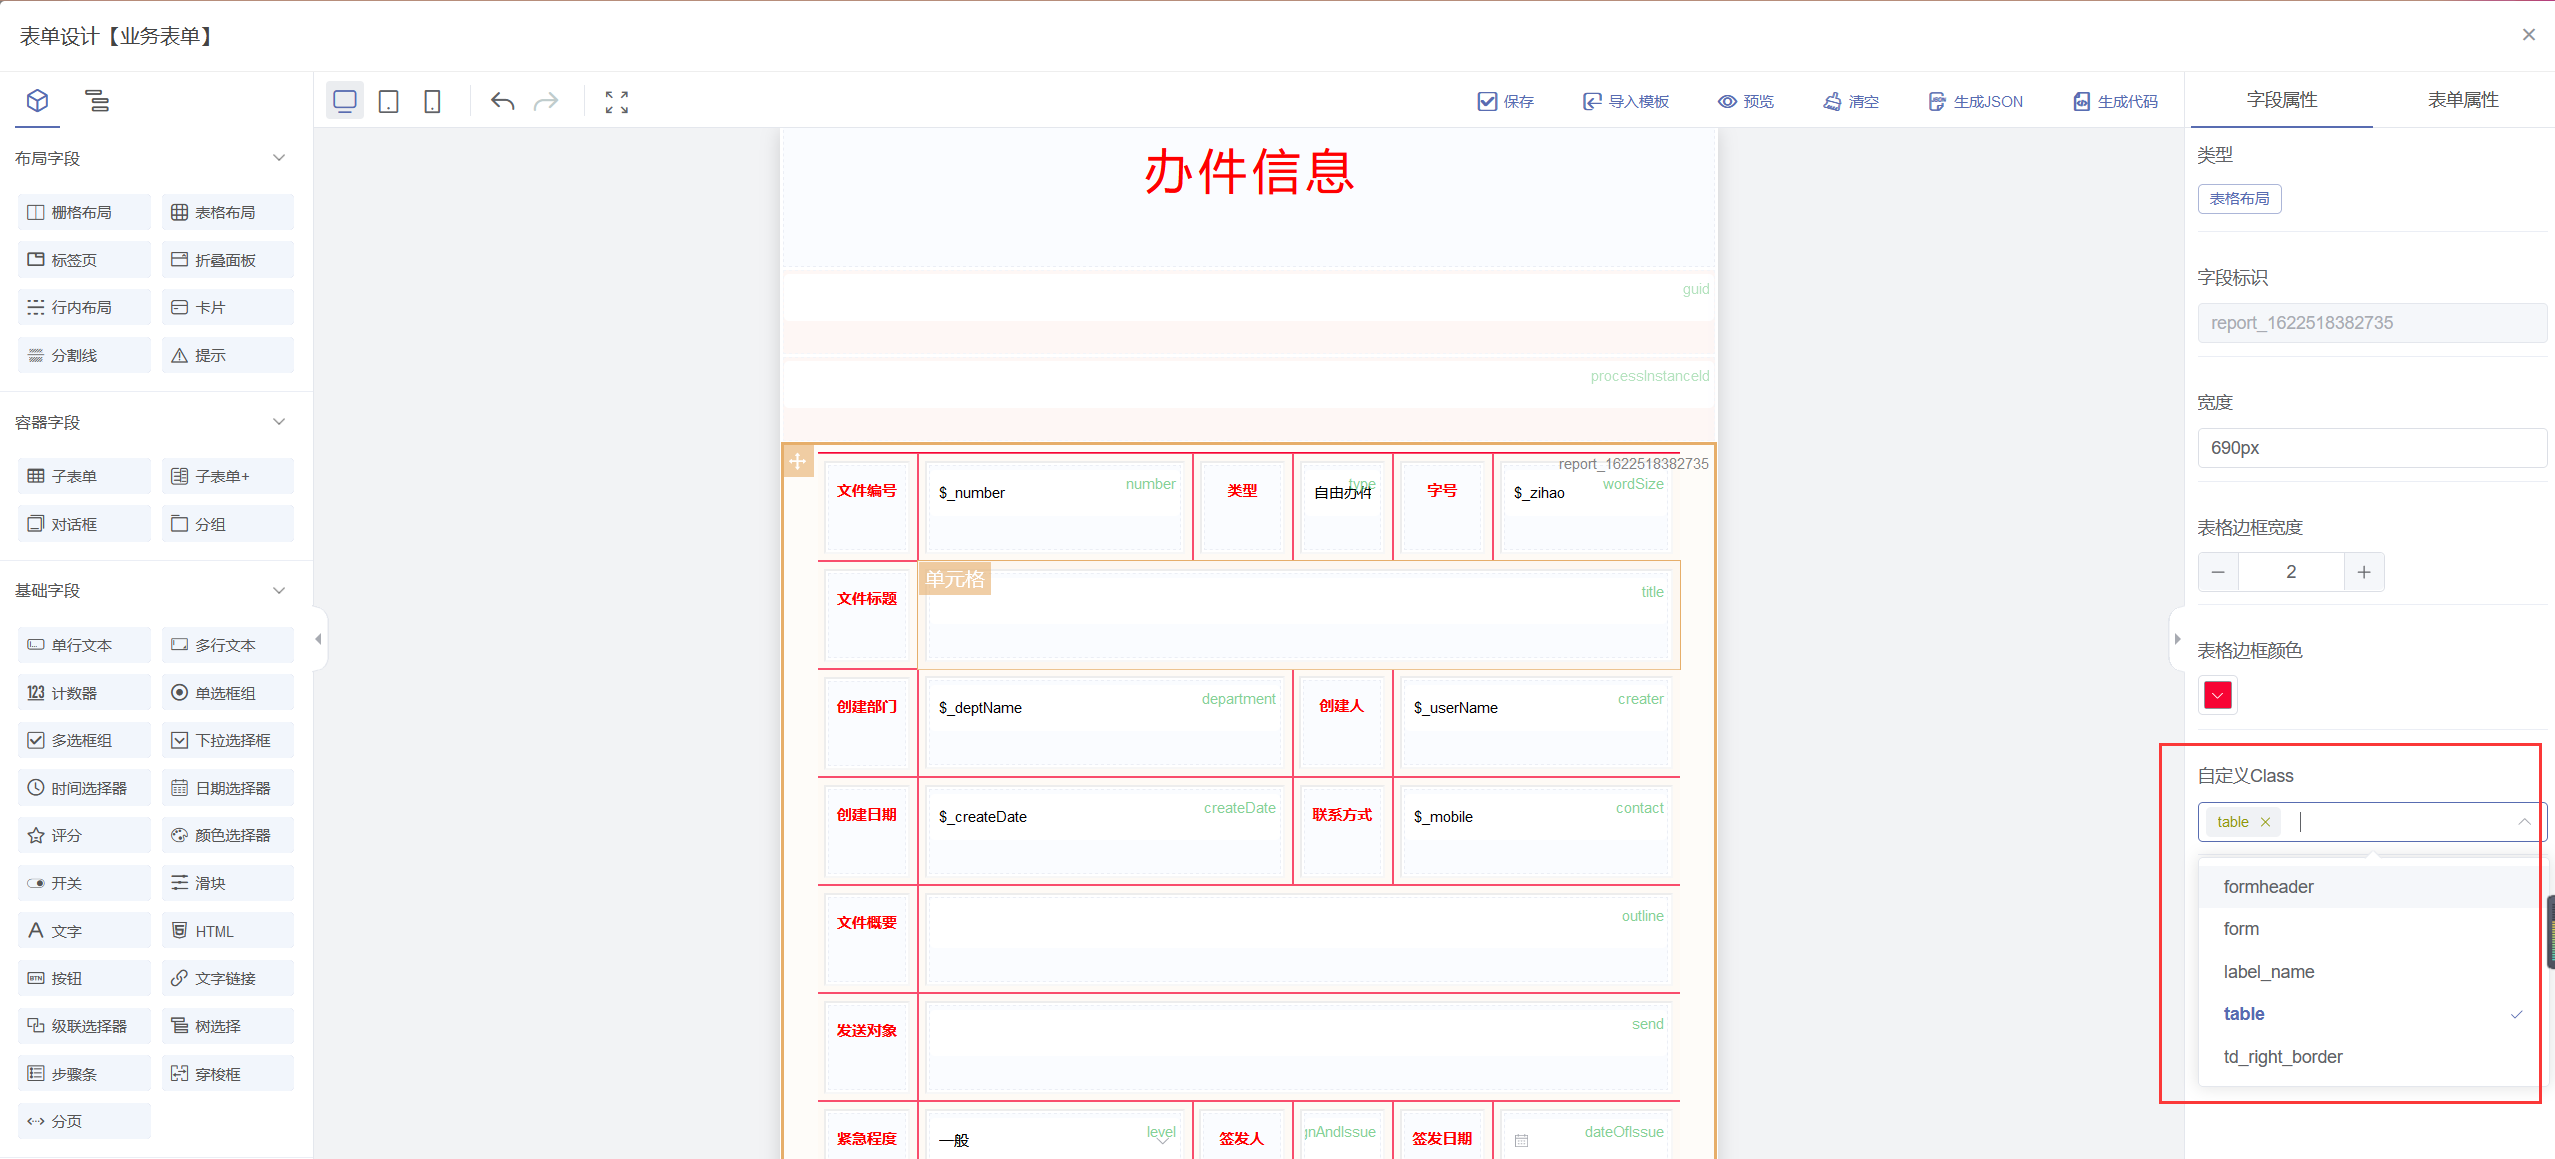 表单设计【业务表单】
保存
导入模板
预览
清空
生成JSON
生成代码
字段属性
表单属性
布局字段
栅格布局
表格布局
标签页
折叠面板
行内布局
卡片
分割线
提示
容器字段
子表单
子表单+
对话框
分组
基础字段
单行文本
多行文本
123 计数器
单选框组
多选框组
下拉选择框
时间选择器
日期选择器
评分
颜色选择器
开关
滑块
文字
HTML
BTN 按钮
文字链接
级联选择器
树选择
步骤条
穿梭框
分页
办件信息
guid
processInstanceId
report_1622518382735
文件编号
$_number
number
类型
自由办件
type
字号
$_zihao
wordSize
文件标题
单元格
title
创建部门
$_deptName
department
创建人
$_userName
creater
创建日期
$_createDate
createDate
联系方式
$_mobile
contact
文件概要
outline
发送对象
send
紧急程度
一般
level
签发人
gnAndIssue
签发日期
dateOfIssue
类型
表格布局
字段标识
report_1622518382735
宽度
690px
表格边框宽度
2
表格边框颜色
自定义Class
table
formheader
form
label_name
table
td_right_border